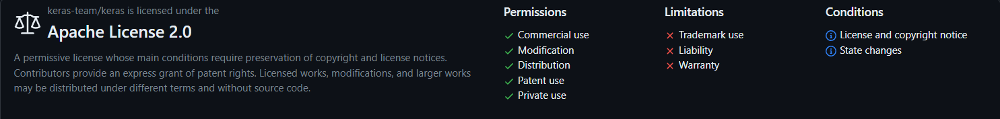 keras-team/keras is licensed under the
Apache License 2.0
A permissive license whose main conditions require preservation of copyright and license notices.
Contributors provide an express grant of patent rights. Licensed works, modifications, and larger works
may be distributed under different terms and without source code.
Permissions
Commercial use
Modification
Distribution
Patent use
Private use
Limitations
Trademark use
Liability
Warranty
Conditions
License and copyright notice
State changes